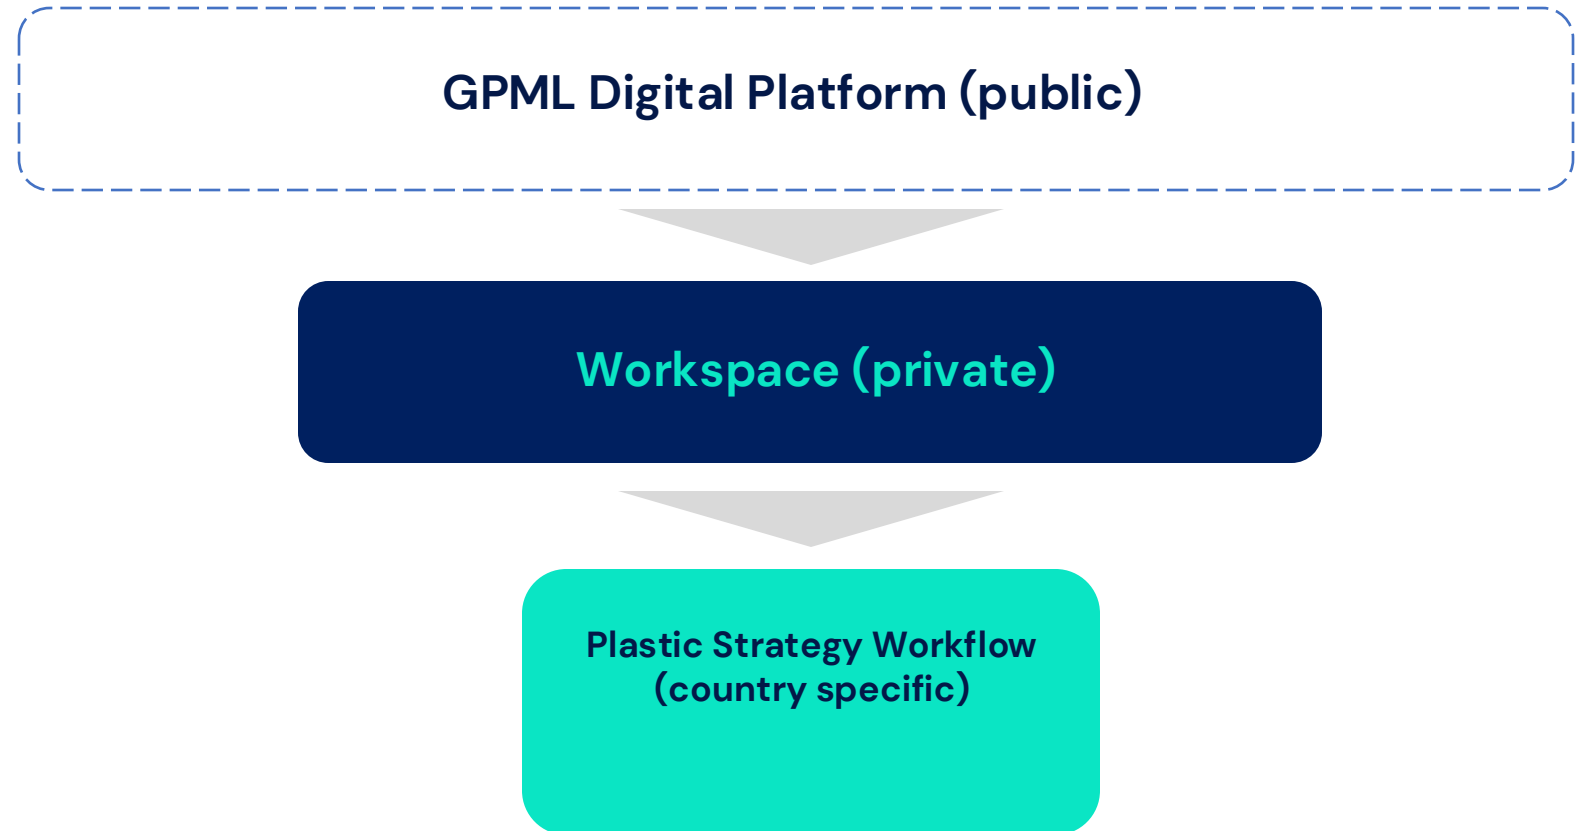 GPML Digital Platform (public)
Workspace (private)
Plastic Strategy Workflow
(country specific)